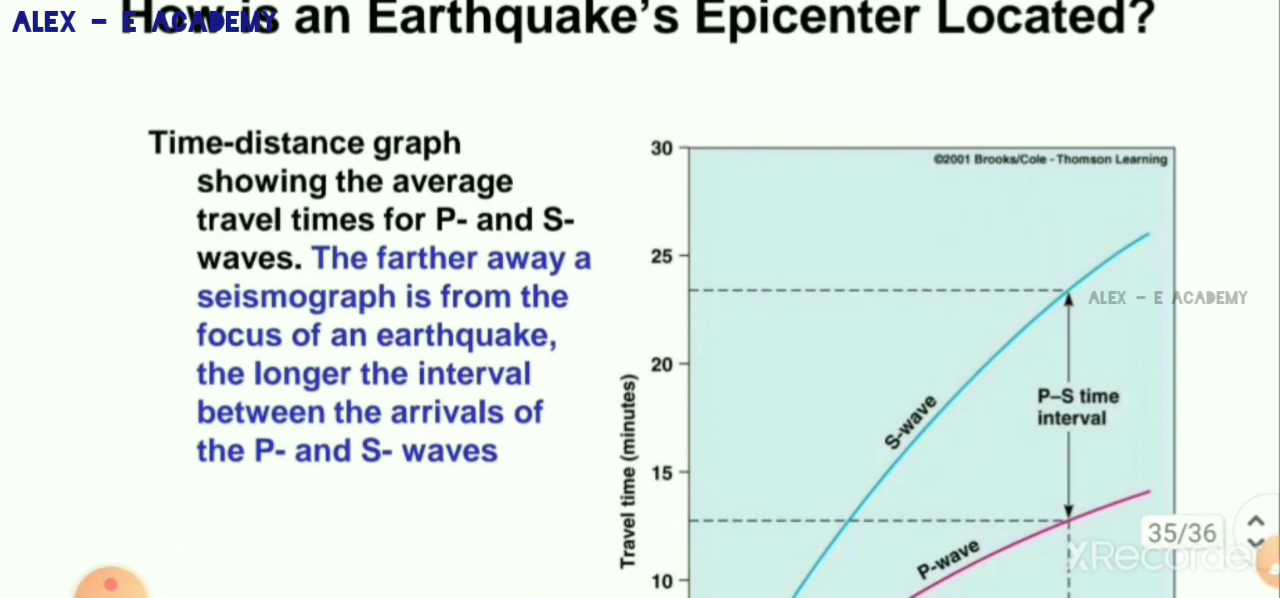 ALEX - E ACADEMY
How is an Earthquake's Epicenter Located?
Time-distance graph
showing the average
travel times for P- and S-
waves. The farther away a
seismograph is from the
focus of an earthquake,
the longer the interval
between the arrivals of
the P- and S- waves
©2001 Brooks/Cole - Thomson Learning
30
25
20
15
10
Travel time (minutes)
S-wave
P-wave
P–S time
interval
ALEX - E ACADEMY
35/36
XRecorder